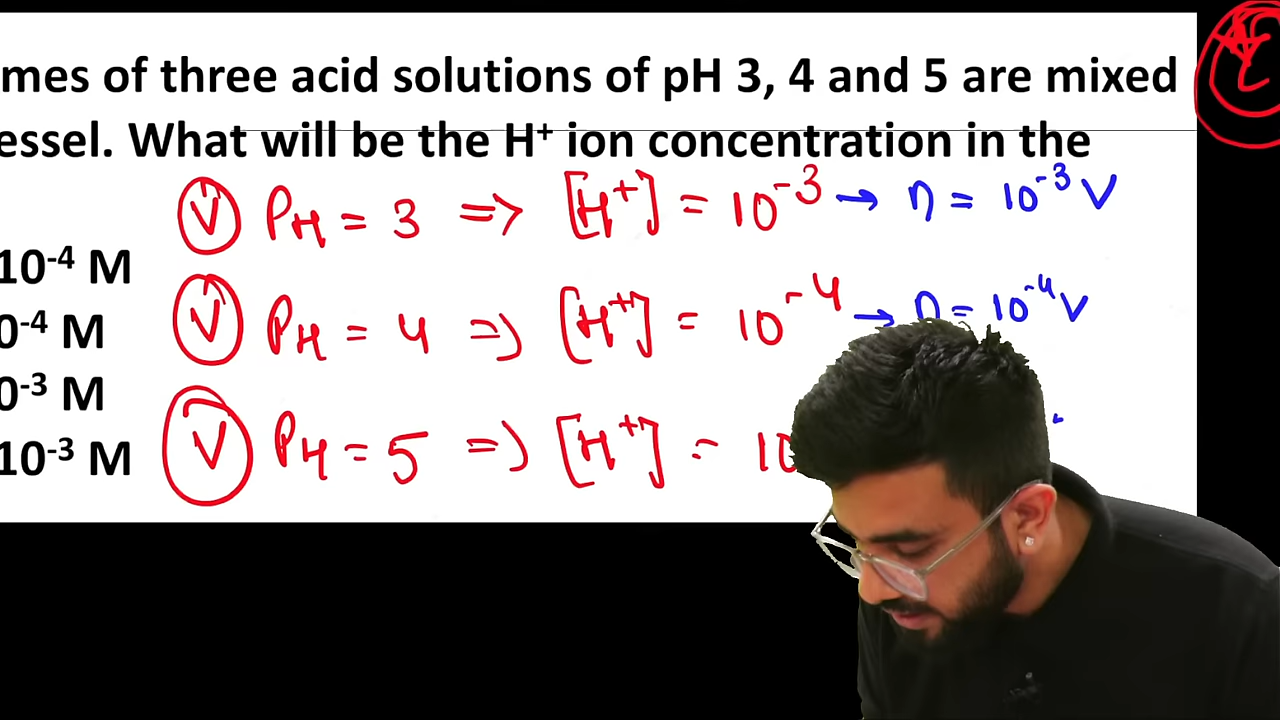 mes of three acid solutions of pH 3, 4 and 5 are mixed
essel. What will be the H⁺ ion concentration in the
V PH = 3 => [H⁺] = 10⁻³ → n = 10⁻³ V
10⁻⁴ M
V PH = 4 => [H⁺] = 10⁻⁴ → n = 10⁻⁴ V
0⁻⁴ M
0⁻³ M
V PH = 5 => [H⁺] = 10
10⁻³ M